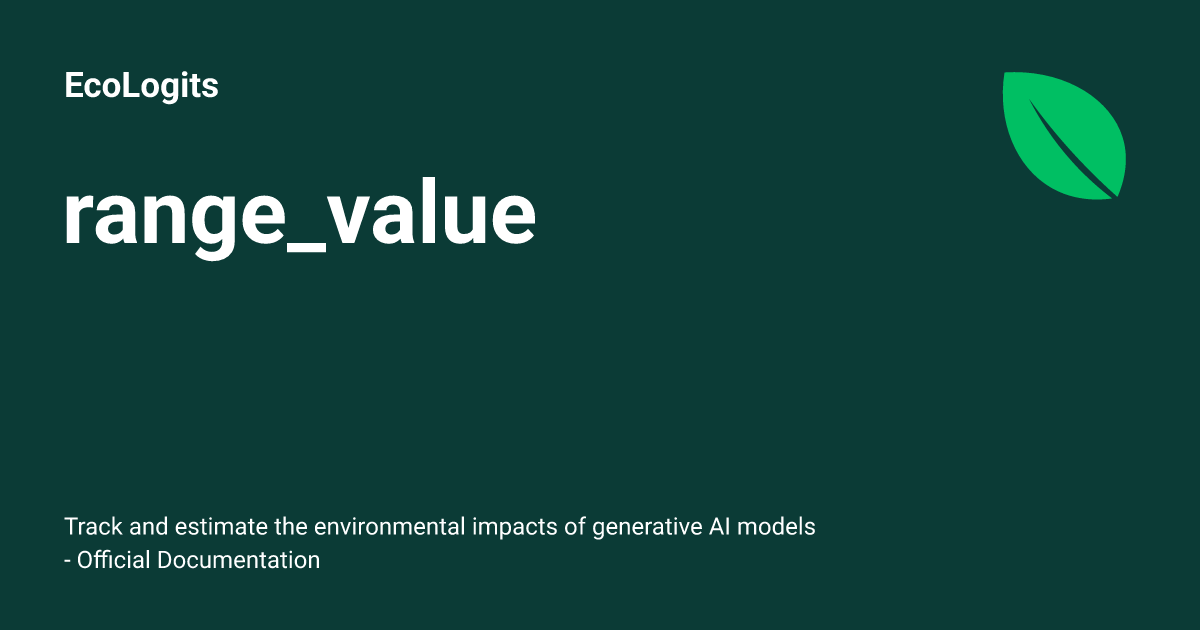 EcoLogits
range_value
Track and estimate the environmental impacts of generative AI models
- Official Documentation